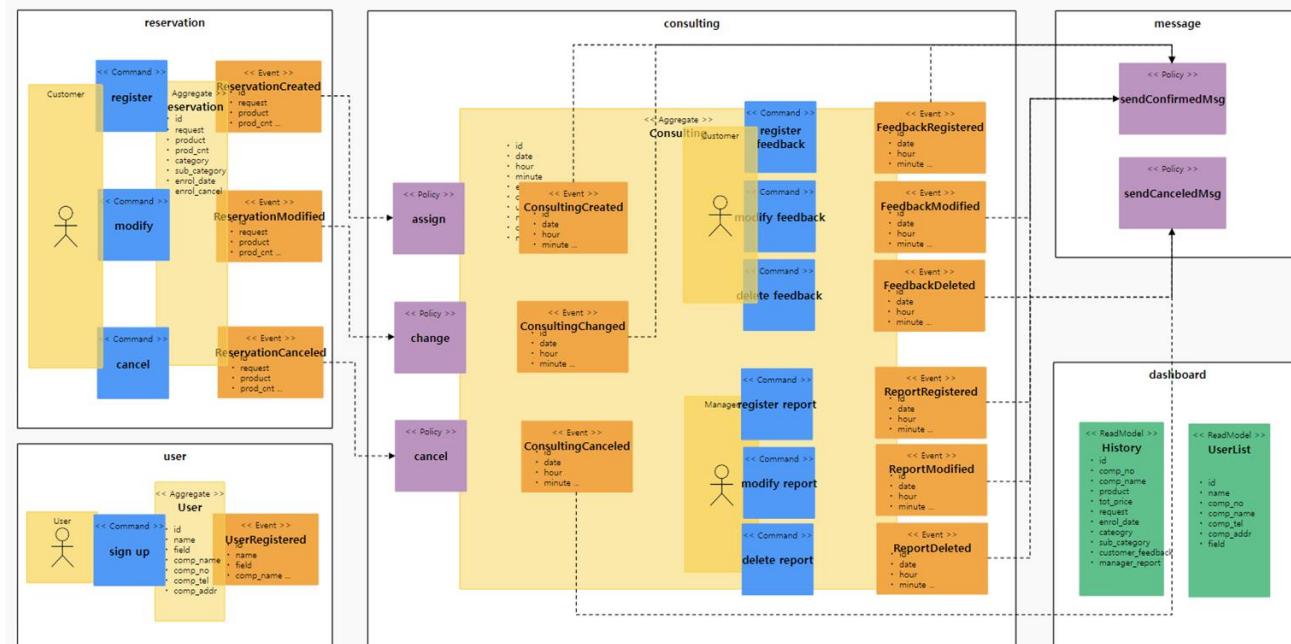 reservation
Customer
<< Command >>
register
<< Command >>
modify
<< Command >>
cancel
<< Aggregate >>
Reservation
• id
• request
• product
• prod_cnt
• category
• sub_category
• enrol_date
• enrol_cancel
<< Event >>
ReservationCreated
• id
• request
• product
• prod_cnt ...
<< Event >>
ReservationModified
• id
• request
• product
• prod_cnt ...
<< Event >>
ReservationCanceled
• id
• request
• product
• prod_cnt ...
user
User
<< Command >>
sign up
<< Aggregate >>
User
• id
• name
• field
• comp_name
• comp_no
• comp_tel
• comp_addr
<< Event >>
UserRegistered
• id
• name
• field
• comp_name ...
consulting
<< Policy >>
assign
<< Policy >>
change
<< Policy >>
cancel
<< Aggregate >>
Consulting
• id
• date
• hour
• minute
<< Event >>
ConsultingCreated
• id
• date
• hour
• minute ...
<< Event >>
ConsultingChanged
• id
• date
• hour
• minute ...
<< Event >>
ConsultingCanceled
• id
• date
• hour
• minute ...
Customer
<< Command >>
register
feedback
<< Command >>
modify feedback
<< Command >>
delete feedback
Manager
<< Command >>
register report
<< Command >>
modify report
<< Command >>
delete report
<< Event >>
FeedbackRegistered
• id
• date
• hour
• minute ...
<< Event >>
FeedbackModified
• id
• date
• hour
• minute ...
<< Event >>
FeedbackDeleted
• id
• date
• hour
• minute ...
<< Event >>
ReportRegistered
• id
• date
• hour
• minute ...
<< Event >>
ReportModified
• id
• date
• hour
• minute ...
<< Event >>
ReportDeleted
• id
• date
• hour
• minute ...
message
<< Policy >>
sendConfirmedMsg
<< Policy >>
sendCanceledMsg
dashboard
<< ReadModel >>
History
• id
• comp_no
• comp_name
• product
• tot_price
• request
• enrol_date
• cateogry
• sub_category
• customer_feedback
• manager_report
<< ReadModel >>
UserList
• id
• name
• comp_no
• comp_name
• comp_tel
• comp_addr
• field